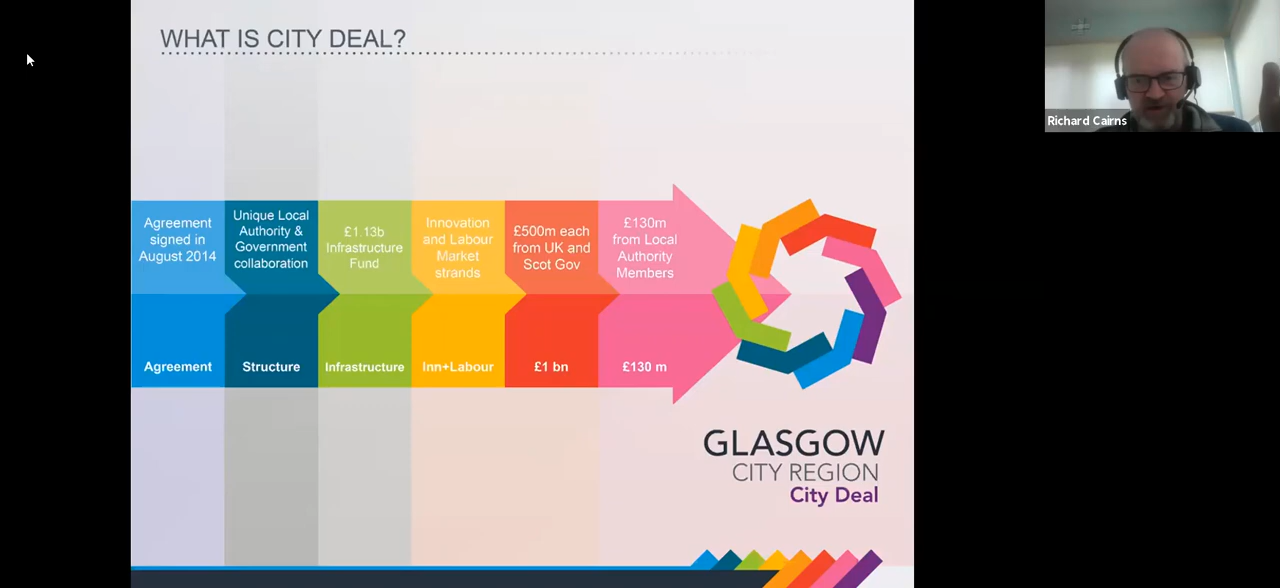 WHAT IS CITY DEAL?
Richard Cairns
Agreement
signed in
August 2014
Unique Local
Authority &
Government
collaboration
£1.13b
Infrastructure
Fund
Innovation
and Labour
Market
strands
£500m each
from UK and
Scot Gov
£130m
from Local
Authority
Members
Agreement
Structure
Infrastructure
Inn+Labour
£1 bn
£130 m
GLASGOW
CITY REGION
City Deal